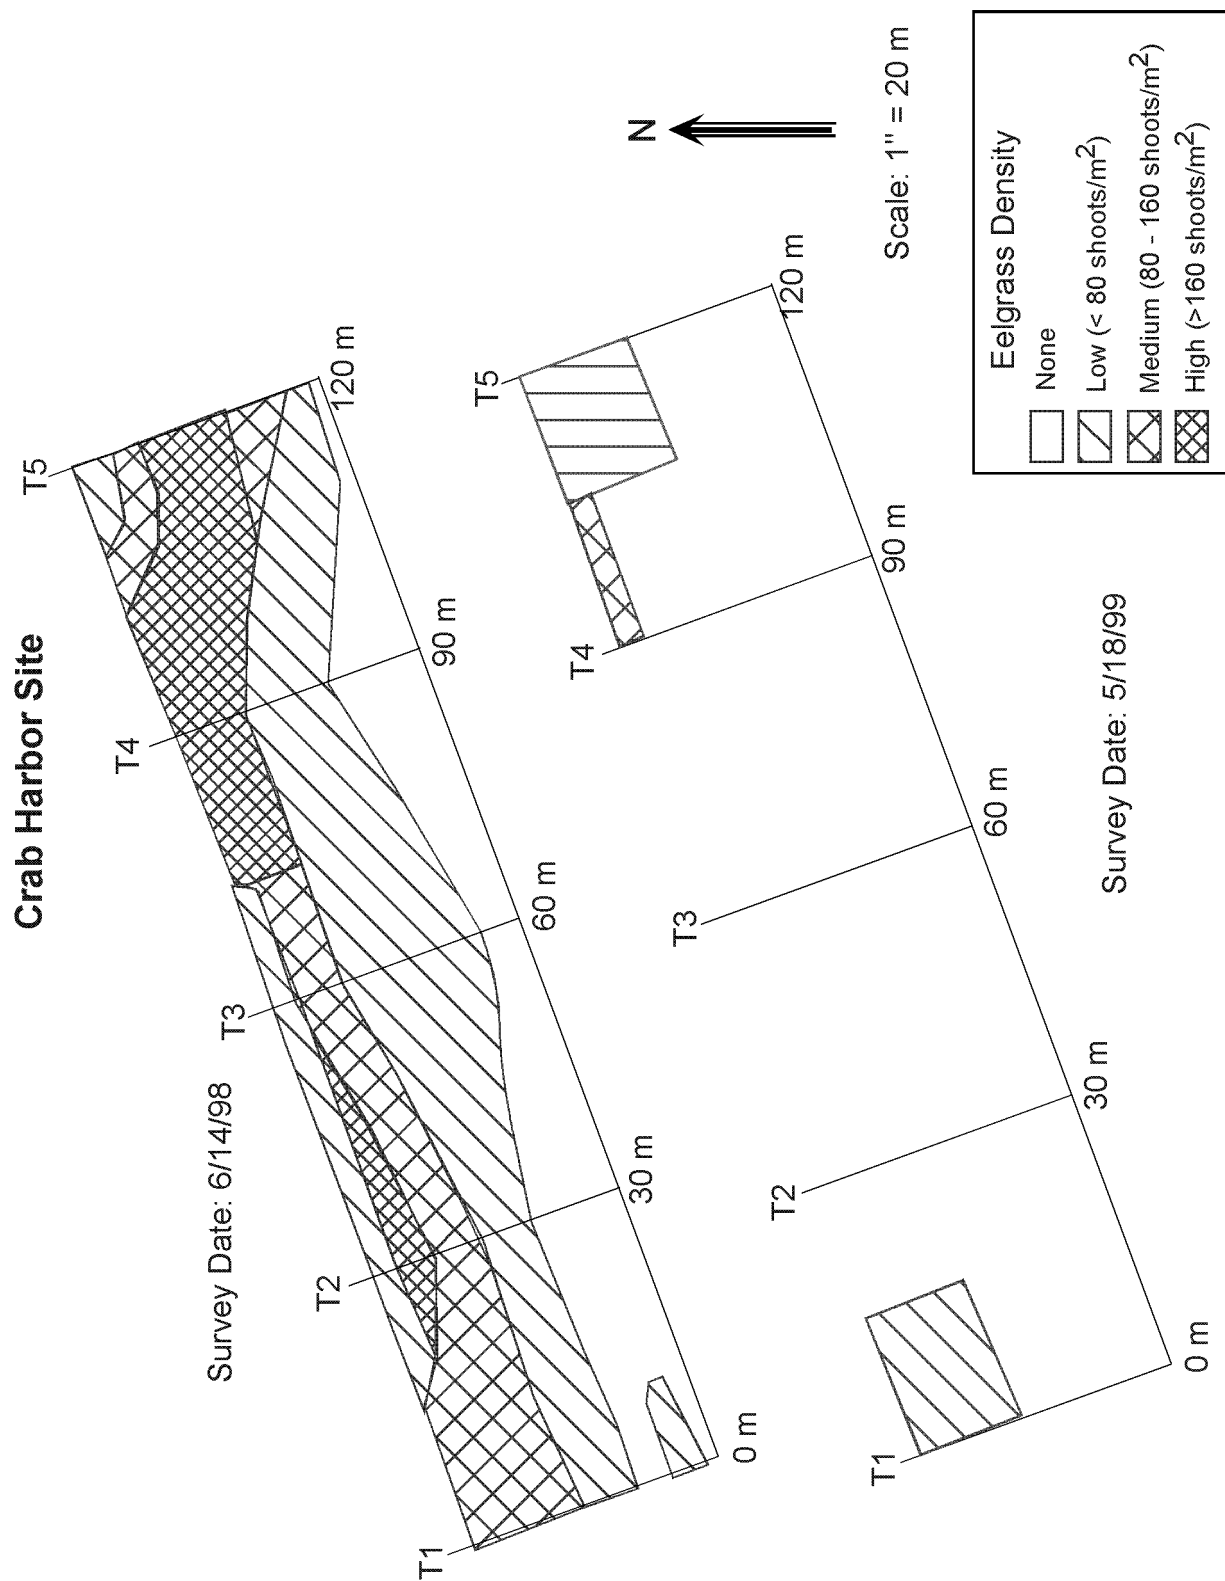 Crab Harbor Site
Survey Date: 6/14/98
T1
T2
T3
T4
T5
0 m
30 m
60 m
90 m
120 m
T1
T2
T3
T4
T5
0 m
30 m
60 m
90 m
120 m
Survey Date: 5/18/99
N
Scale: 1" = 20 m
Eelgrass Density
None
Low (< 80 shoots/m²)
Medium (80 - 160 shoots/m²)
High (>160 shoots/m²)